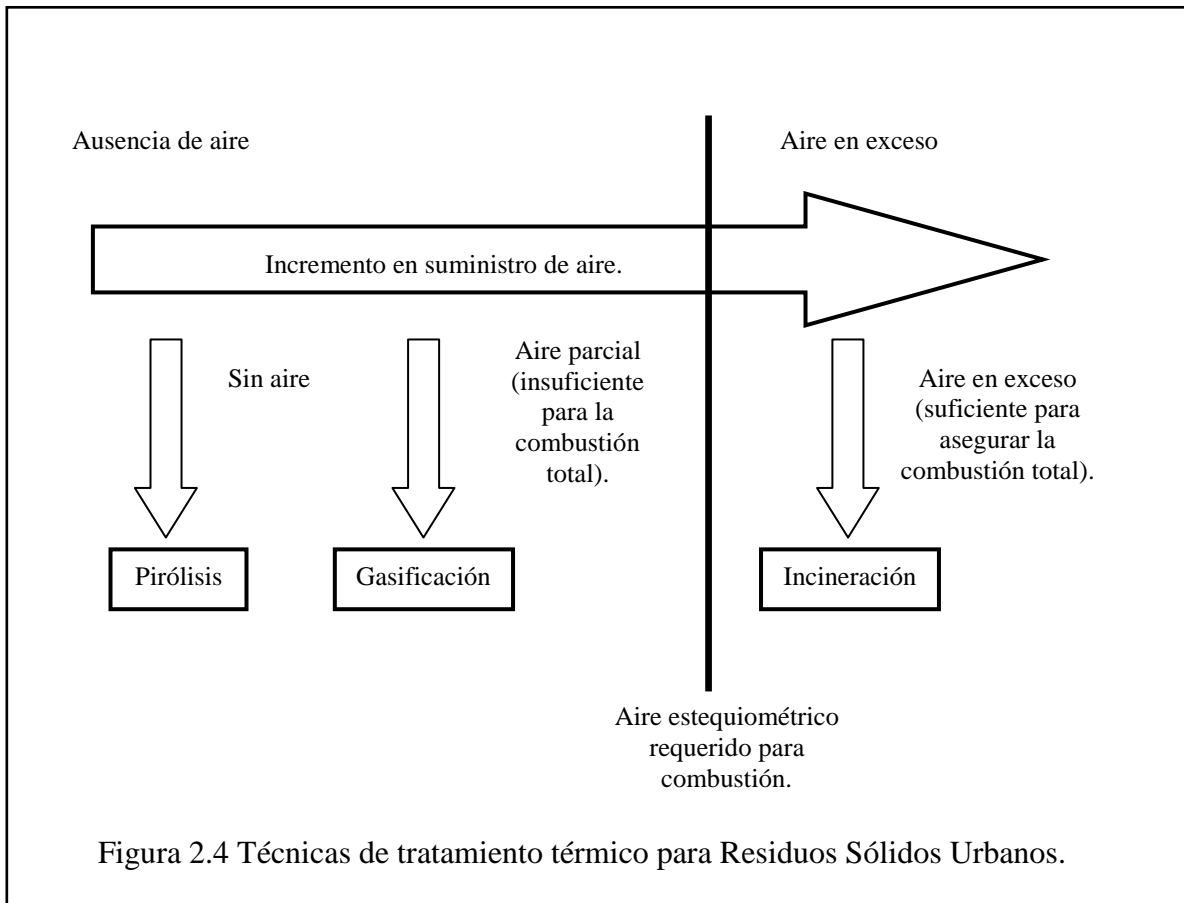 Ausencia de aire
Aire en exceso
Incremento en suministro de aire.
Sin aire
Aire parcial
(insuficiente
para la
combustión
total).
Aire en exceso
(suficiente para
asegurar la
combustión total).
Pirólisis
Gasificación
Incineración
Aire estequiométrico
requerido para
combustión.
Figura 2.4 Técnicas de tratamiento térmico para Residuos Sólidos Urbanos.